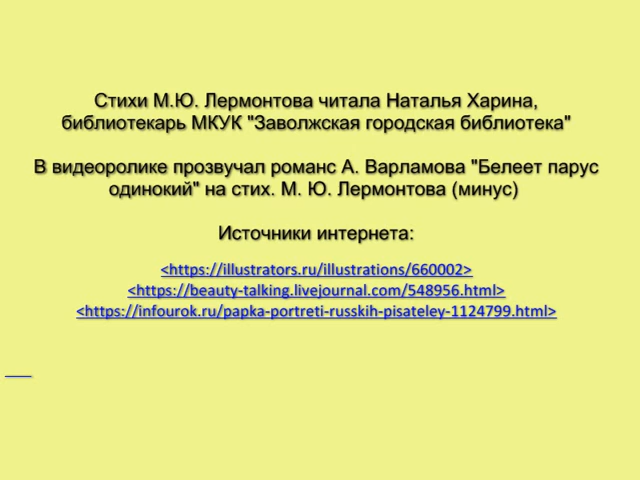 Стихи М.Ю. Лермонтова читала Наталья Харина,
библиотекарь МКУК "Заволжская городская библиотека"
В видеоролике прозвучал романс А. Варламова "Белеет парус
одинокий" на стих. М. Ю. Лермонтова (минус)
Источники интернета:
<https://illustrators.ru/illustrations/660002>
<https://beauty-talking.livejournal.com/548956.html>
<https://infourok.ru/papka-portreti-russkih-pisateley-1124799.html>